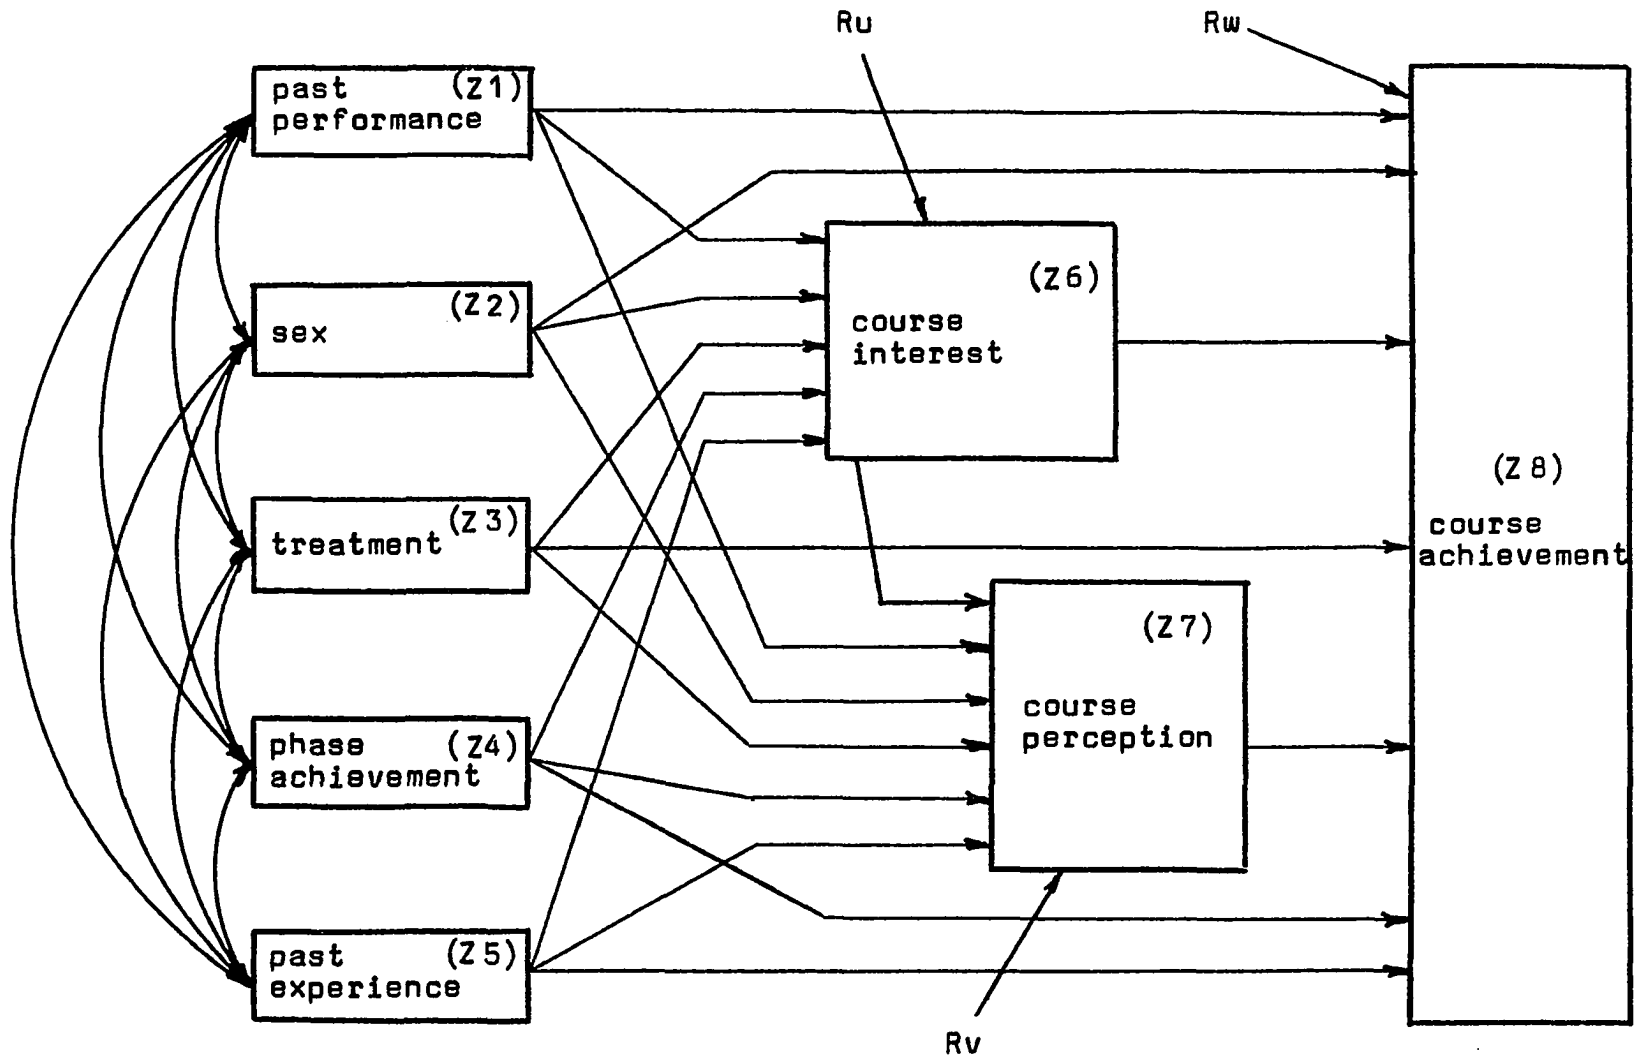 Ru
Rw
past (Z1)
performance
(Z2)
sex
(Z6)
course
interest
(Z3)
treatment
(Z8)
course
achievement
(Z7)
course
perception
phase (Z4)
achievement
past (Z5)
experience
Rv